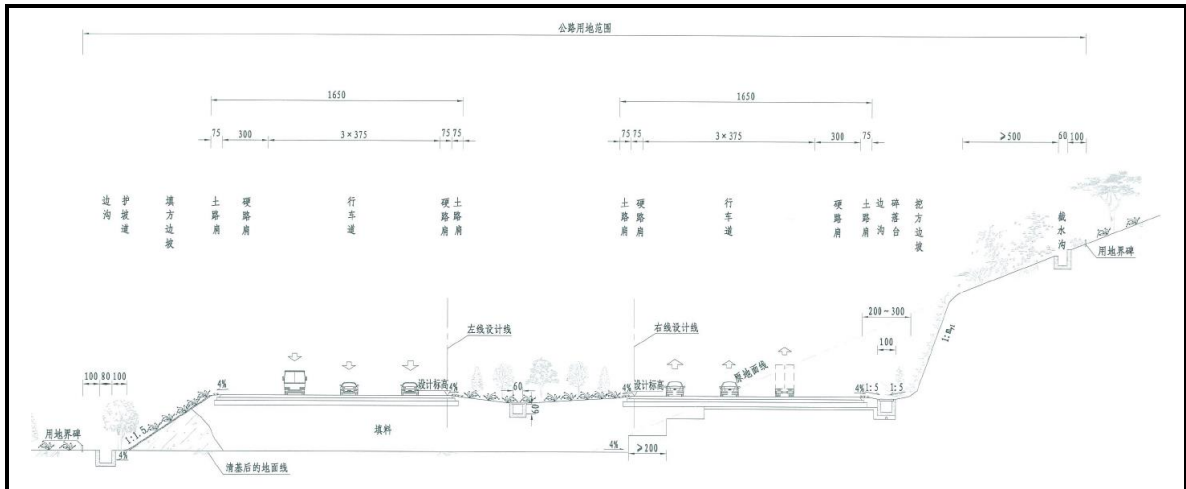 公路用地范围
1650
1650
75
300
3×375
75
75
75
75
3×375
300
75
≥500
60
100
边沟
护坡道
填方边坡
土路肩
硬路肩
行车道
硬路肩
土路肩
土路肩
硬路肩
行车道
硬路肩
土路肩
边沟
碎落台
挖方边坡
截水沟
用地界碑
200~300
左线设计线
右线设计线
100
100
80
100
4%
设计标高
4%
60
60
4%
设计标高
原地面线
4%
1:5
1:5
用地界碑
1:1.5
填料
4%
4%
≥200
清基后的地面线